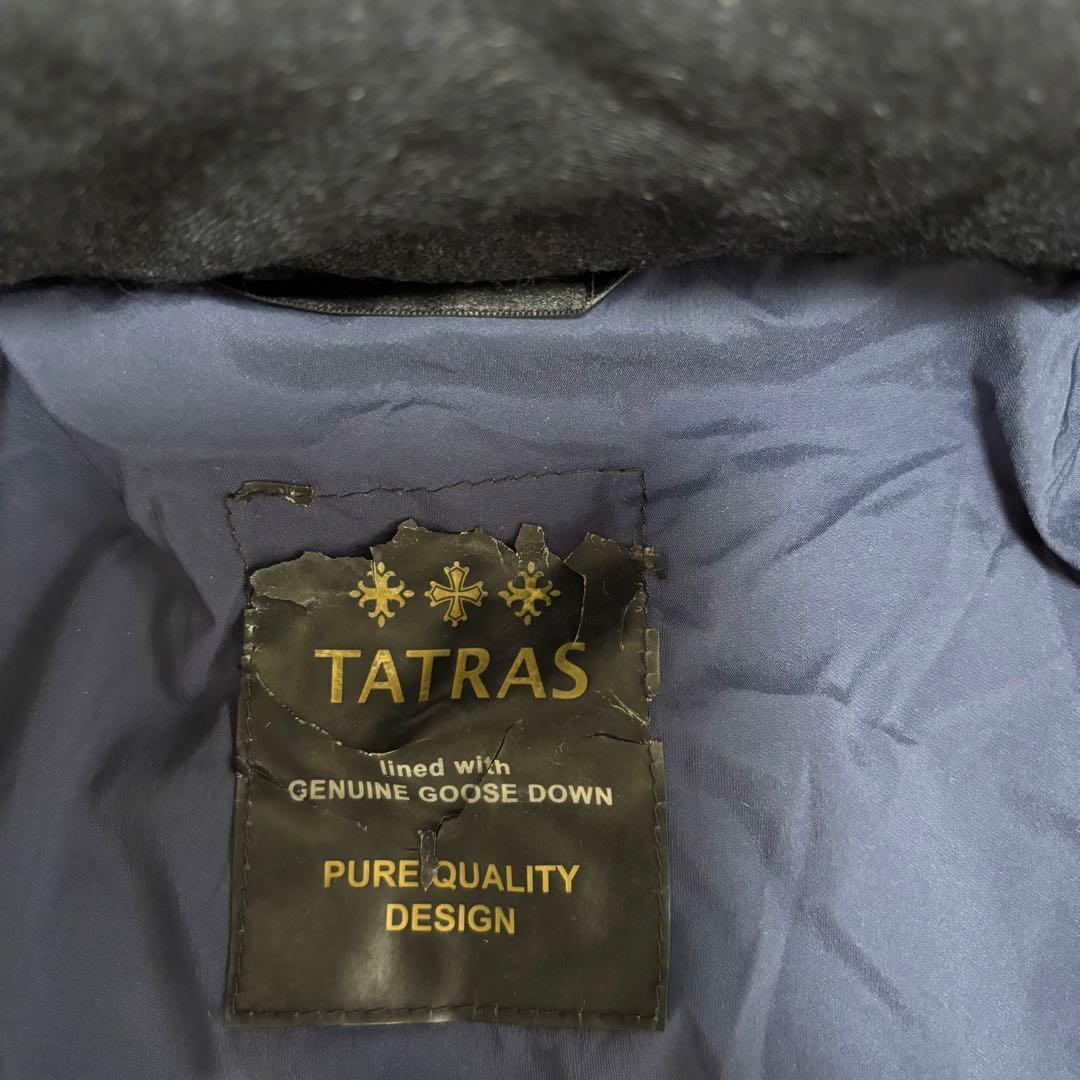 TATRAS
lined with
GENUINE GOOSE DOWN
PURE QUALITY
DESIGN